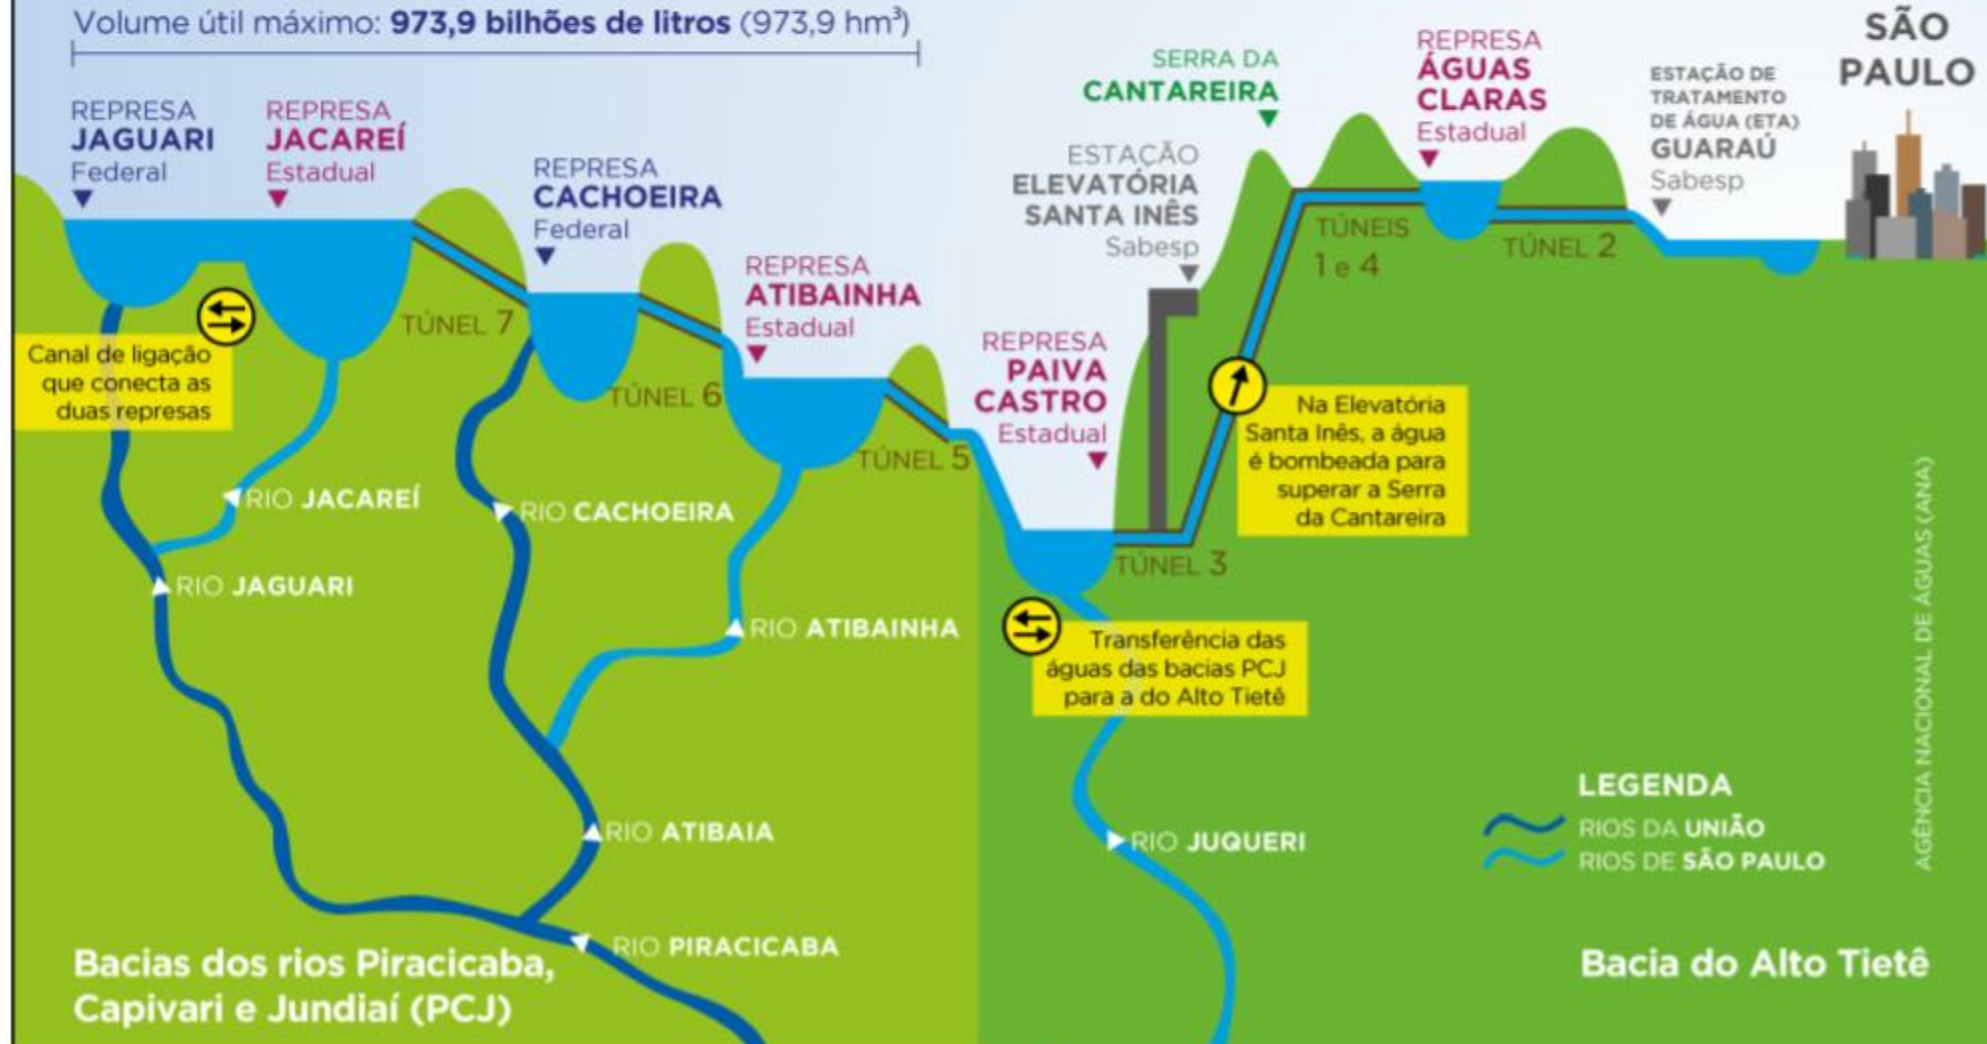 Volume útil máximo: 973,9 bilhões de litros (973,9 hm³)
REPRESA
JAGUARI
Federal
REPRESA
JACAREÍ
Estadual
REPRESA
CACHOEIRA
Federal
REPRESA
ATIBAINHA
Estadual
REPRESA
PAIVA
CASTRO
Estadual
SERRA DA
CANTAREIRA
ESTAÇÃO
ELEVATÓRIA
SANTA INÊS
Sabesp
REPRESA
ÁGUAS
CLARAS
Estadual
ESTAÇÃO DE
TRATAMENTO
DE ÁGUA (ETA)
GUARAÚ
Sabesp
SÃO
PAULO
TÚNEL 7
TÚNEL 6
TÚNEL 5
TÚNEL 3
TÚNEIS
1 e 4
TÚNEL 2
Canal de ligação
que conecta as
duas represas
Na Elevatória
Santa Inês, a água
é bombeada para
superar a Serra
da Cantareira
RIO JACAREÍ
RIO CACHOEIRA
RIO JAGUARI
RIO ATIBAINHA
Transferência das
águas das bacias PCJ
para a do Alto Tietê
RIO ATIBAIA
RIO JUQUERI
RIO PIRACICABA
LEGENDA
RIOS DA UNIÃO
RIOS DE SÃO PAULO
AGÊNCIA NACIONAL DE ÁGUAS (ANA)
Bacias dos rios Piracicaba,
Capivari e Jundiaí (PCJ)
Bacia do Alto Tietê